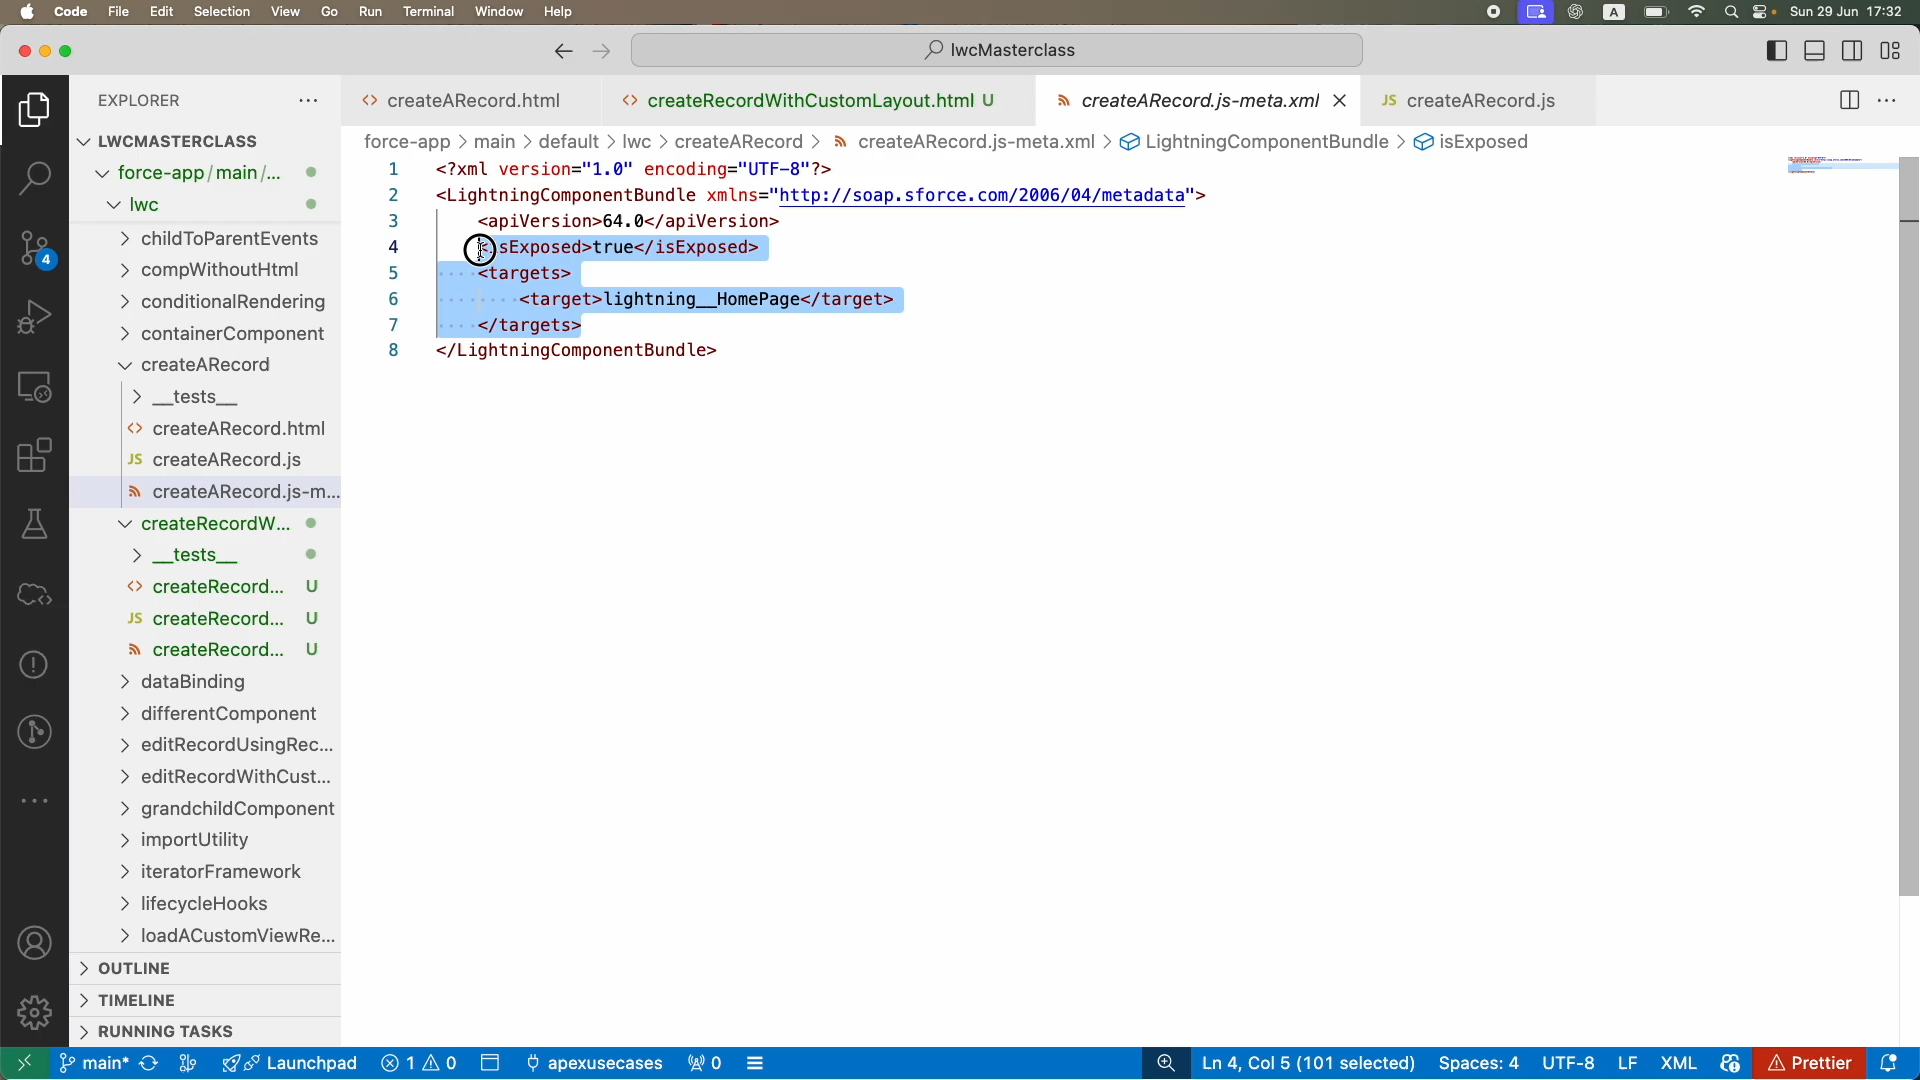 Code File Edit Selection View Go Run Terminal Window Help A Sun 29 Jun 17:32
lwcMasterclass
EXPLORER
createARecord.html
createRecordWithCustomLayout.html U
createARecord.js-meta.xml
JS createARecord.js
LWCMASTERCLASS
force-app > main > default > lwc > createARecord > createARecord.js-meta.xml > LightningComponentBundle > isExposed
force-app/main/...
lwc
childToParentEvents
compWithoutHtml
conditionalRendering
containerComponent
createARecord
__tests__
createARecord.html
JS createARecord.js
createARecord.js-m...
createRecordW...
__tests__
createRecord... U
JS createRecord... U
createRecord... U
dataBinding
differentComponent
editRecordUsingRec...
editRecordWithCust...
grandchildComponent
importUtility
iteratorFramework
lifecycleHooks
loadACustomViewRe...
OUTLINE
TIMELINE
RUNNING TASKS
4
1 <?xml version="1.0" encoding="UTF-8"?>
2 <LightningComponentBundle xmlns="http://soap.sforce.com/2006/04/metadata">
3 <apiVersion>64.0</apiVersion>
4 <isExposed>true</isExposed>
5 <targets>
6 <target>lightning__HomePage</target>
7 </targets>
8 </LightningComponentBundle>
main* Launchpad 1 0 apexusecases 0 Ln 4, Col 5 (101 selected) Spaces: 4 UTF-8 LF XML Prettier